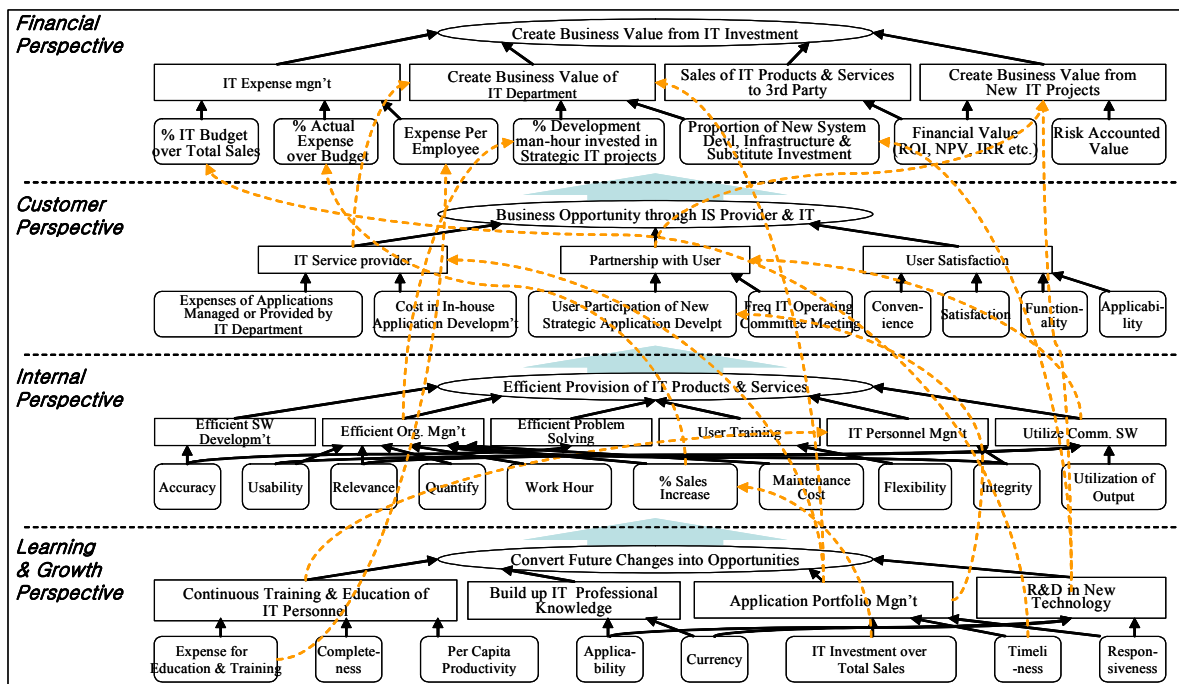 Financial
Perspective
Create Business Value from IT Investment
IT Expense mgn't
Create Business Value of
IT Department
Sales of IT Products & Services
to 3rd Party
Create Business Value from
New IT Projects
% IT Budget
over Total Sales
% Actual
Expense
over Budget
Expense Per
Employee
% Development
man-hour invested in
Strategic IT projects
Proportion of New System
Devl, Infrastructure &
Substitute Investment
Financial Value
(ROI, NPV, IRR etc.)
Risk Accounted
Value
Customer
Perspective
Business Opportunity through IS Provider & IT
IT Service provider
Partnership with User
User Satisfaction
Expenses of Applications
Managed or Provided by
IT Department
Cost in In-house
Application Developm't
User Participation of New
Strategic Application Develpt
Freq IT Operating
Committee Meeting
Conven-
ience
Satisfaction
Function-
ality
Applicabi-
lity
Internal
Perspective
Efficient Provision of IT Products & Services
Efficient SW
Developm't
Efficient Org. Mgn't
Efficient Problem
Solving
User Training
IT Personnel Mgn't
Utilize Comm. SW
Accuracy
Usability
Relevance
Quantify
Work Hour
% Sales
Increase
Maintenance
Cost
Flexibility
Integrity
Utilization of
Output
Learning
& Growth
Perspective
Convert Future Changes into Opportunities
Continuous Training & Education of
IT Personnel
Build up IT Professional
Knowledge
Application Portfolio Mgn't
R&D in New
Technology
Expense for
Education & Training
Complete-
ness
Per Capita
Productivity
Applica-
bility
Currency
IT Investment over
Total Sales
Timeli
-ness
Respon-
siveness